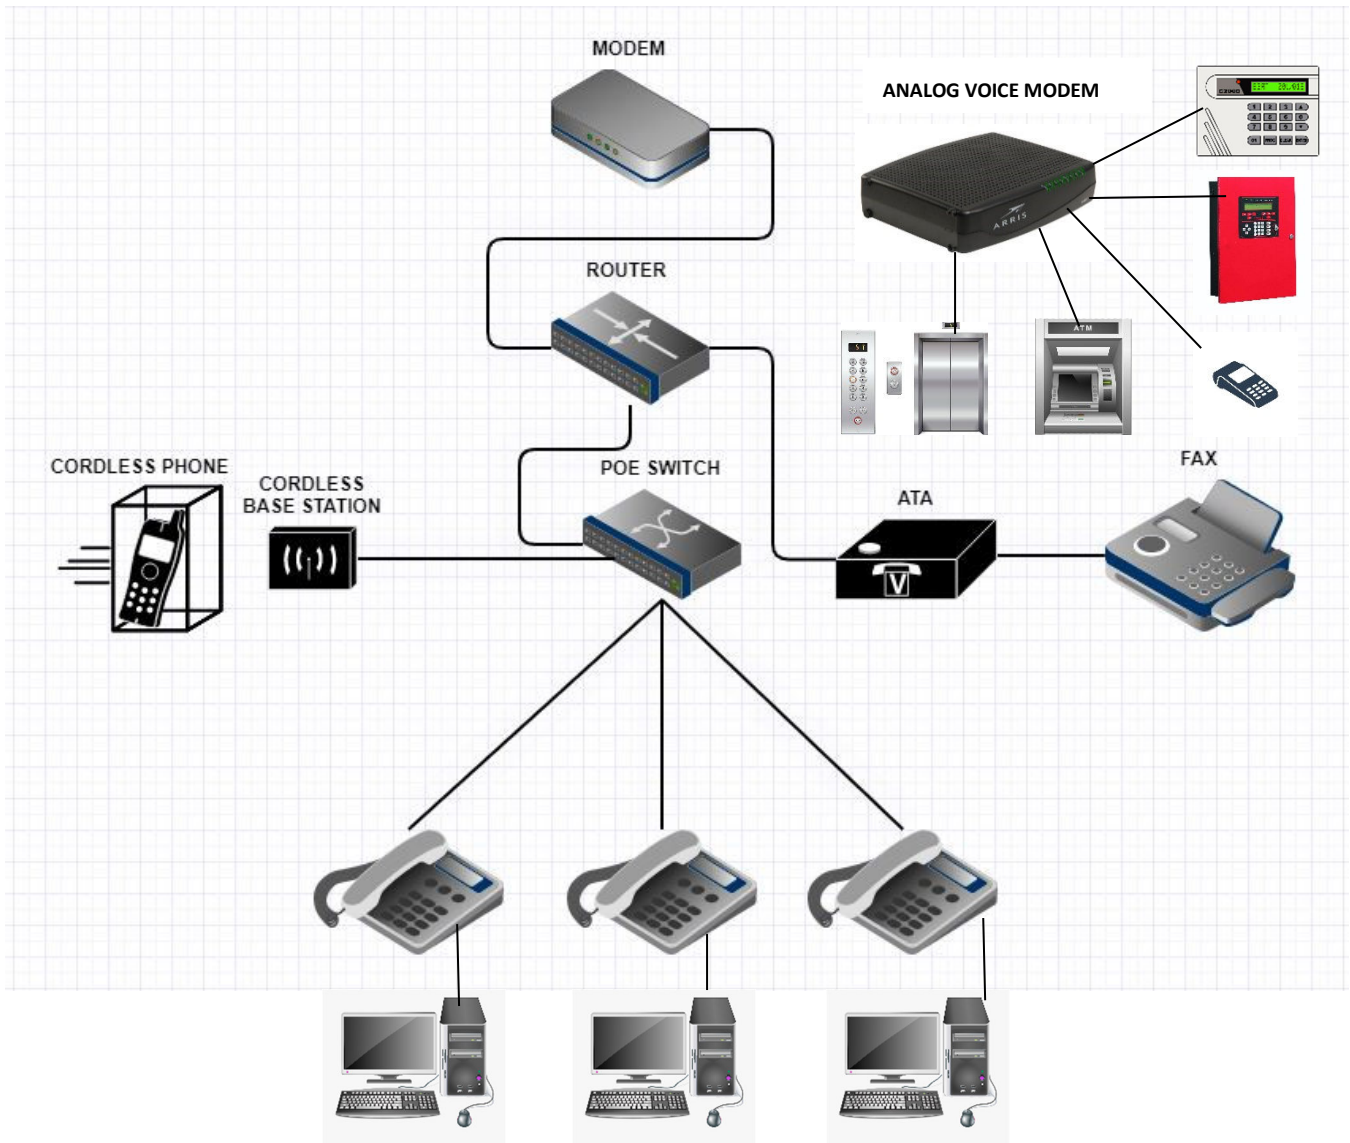 MODEM
ANALOG VOICE MODEM
ARRIS
ROUTER
ATM
CORDLESS PHONE
CORDLESS
BASE STATION
POE SWITCH
ATA
FAX
V